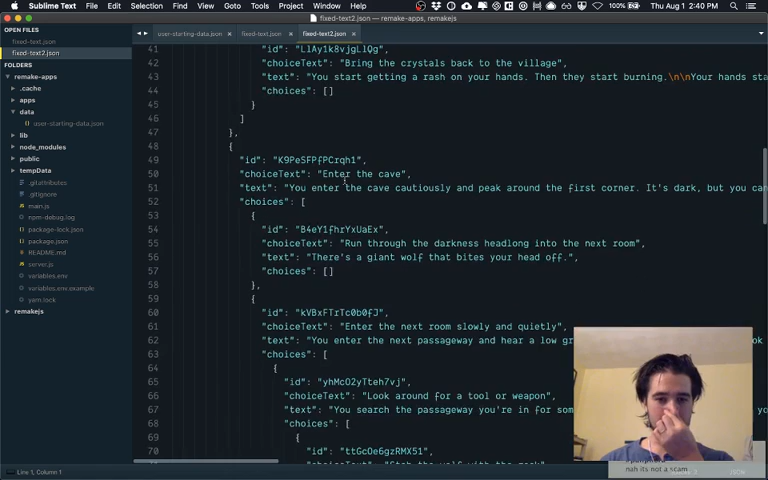 Sublime Text File Edit Selection Find View Goto Tools Project Window Help 100% Thu Aug 1 2:40 PM
fixed-text2.json — remake-apps, remakejs
OPEN FILES
fixed-text.json
fixed-text2.json
FOLDERS
remake-apps
.cache
apps
data
user-starting-data.json
lib
node_modules
public
tempData
.gitattributes
.gitignore
main.js
npm-debug.log
package-lock.json
package.json
README.md
server.js
variables.env
variables.env.example
yarn.lock
remakejs
user-starting-data.json × fixed-text.json × fixed-text2.json ×
41 "id": "L1Ay1k8vjgLlQg",
42 "choiceText": "Bring the crystals back to the village",
43 "text": "You start getting a rash on your hands. Then they start burning.\n\nYour hands sta
44 "choices": []
45 }
46 ]
47 },
48 {
49 "id": "K9PeSFPfPCrqh1",
50 "choiceText": "Enter the cave",
51 "text": "You enter the cave cautiously and peak around the first corner. It's dark, but you can
52 "choices": [
53 {
54 "id": "B4eY1fhrYxUaEx",
55 "choiceText": "Run through the darkness headlong into the next room",
56 "text": "There's a giant wolf that bites your head off.",
57 "choices": []
58 },
59 {
60 "id": "kVBxFTrTc0b0fJ",
61 "choiceText": "Enter the next room slowly and quietly",
62 "text": "You enter the next passageway and hear a low gr
63 "choices": [
64 {
65 "id": "yhMcO2yTteh7vj",
66 "choiceText": "Look around for a tool or weapon",
67 "text": "You search the passageway you're in for som
68 "choices": [
69 {
70 "id": "ttGcOe6gzRMX51",
nah its not a scam
Line 1, Column 1 JSON